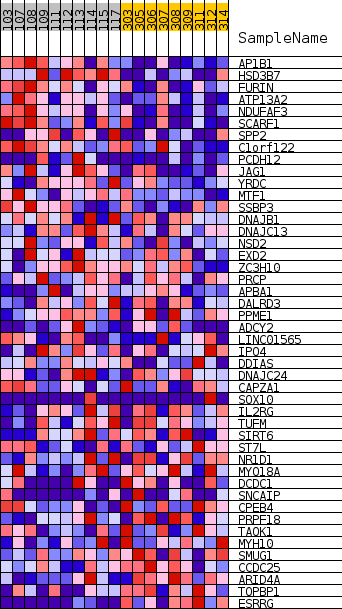 103 107 108 109 111 112 113 114 115 117 303 305 306 307 308 309 311 312 314
SampleName
AP1B1
HSD3B7
FURIN
ATP13A2
NDUFAF3
SCARF1
SPP2
C1orf122
PCDH12
JAG1
YRDC
MTF1
SSBP3
DNAJB1
DNAJC13
NSD2
EXD2
ZC3H10
PRCP
APBA1
DALRD3
PPME1
ADCY2
LINC01565
IPO4
DDIAS
DNAJC24
CAPZA1
SOX10
IL2RG
TUFM
SIRT6
ST7L
NR1D1
MYO18A
DCDC1
SNCAIP
CPEB4
PRPF18
TAOK1
MYH10
SMUG1
CCDC25
ARID4A
TOPBP1
ESRRG